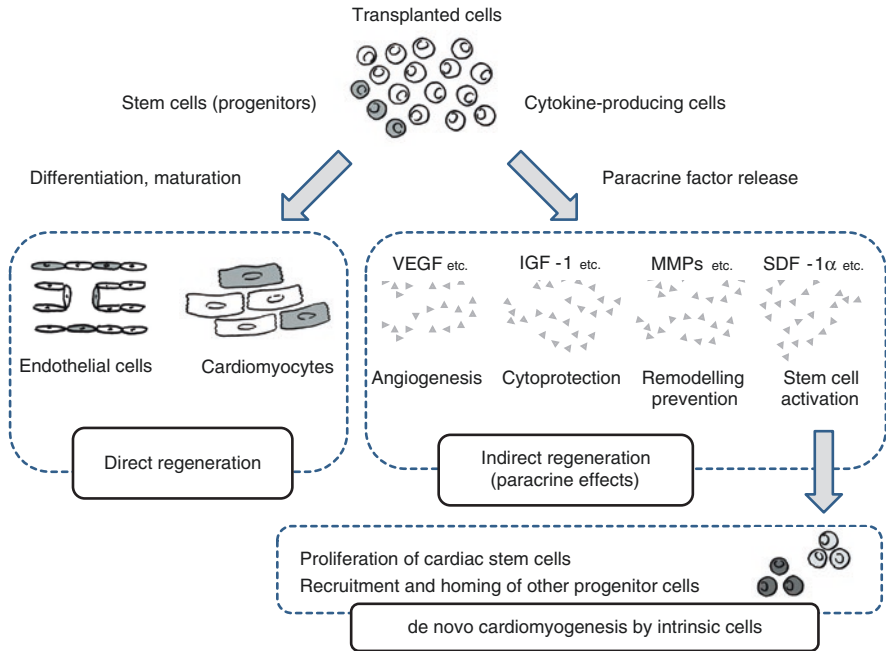 Transplanted cells
Stem cells (progenitors)
Cytokine-producing cells
Differentiation, maturation
Paracrine factor release
VEGF etc.
IGF -1 etc.
MMPs etc.
SDF -1α etc.
Endothelial cells
Cardiomyocytes
Angiogenesis
Cytoprotection
Remodelling
prevention
Stem cell
activation
Direct regeneration
Indirect regeneration
(paracrine effects)
Proliferation of cardiac stem cells
Recruitment and homing of other progenitor cells
de novo cardiomyogenesis by intrinsic cells